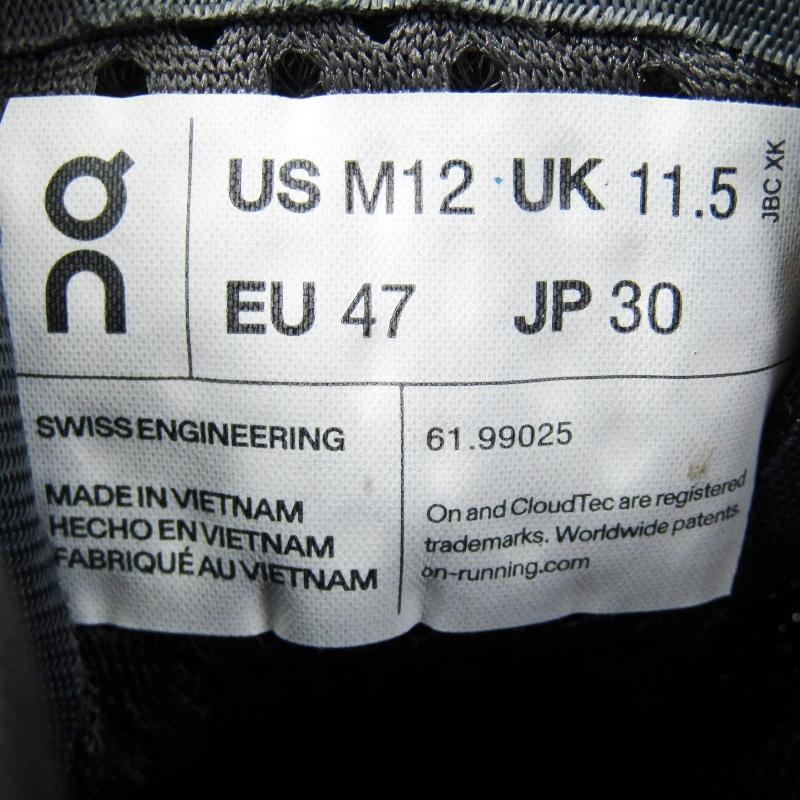 On
US M12 UK 11.5
EU 47 JP 30
JBC XK
SWISS ENGINEERING
MADE IN VIETNAM
HECHO EN VIETNAM
FABRIQUÉ AU VIETNAM
61.99025
On and CloudTec are registered
trademarks. Worldwide patents.
on-running.com